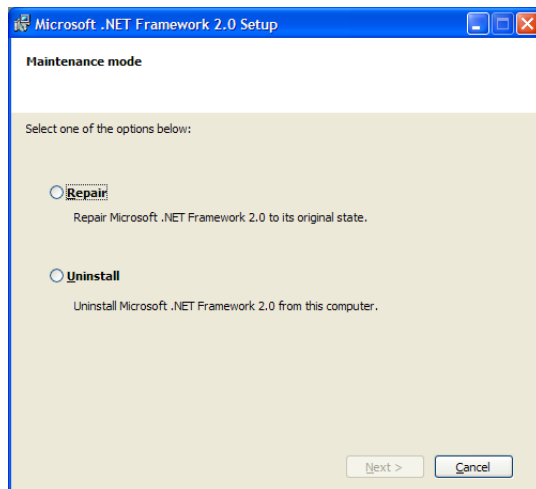 Microsoft .NET Framework 2.0 Setup
Maintenance mode
Select one of the options below:
Repair
Repair Microsoft .NET Framework 2.0 to its original state.
Uninstall
Uninstall Microsoft .NET Framework 2.0 from this computer.
Next > Cancel